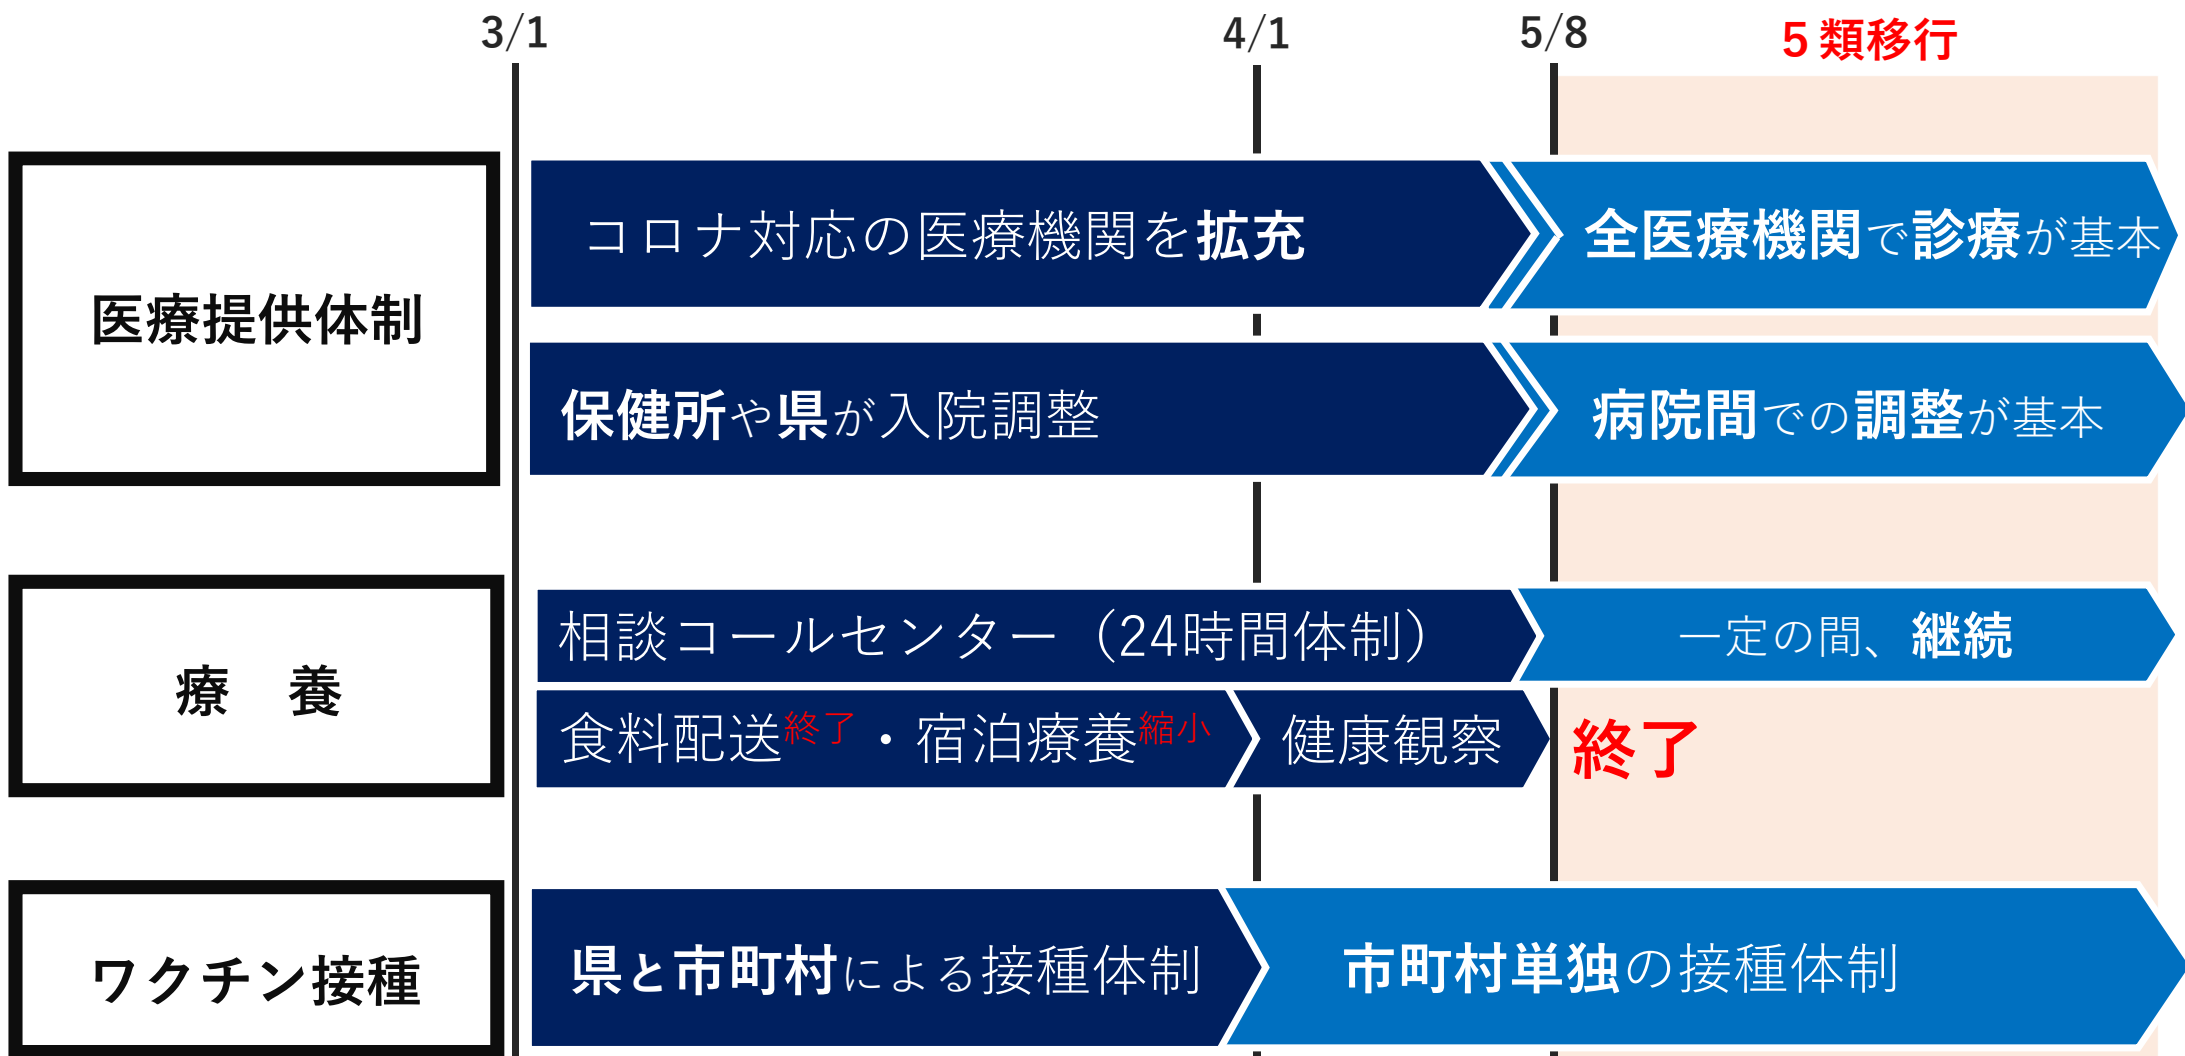 3/1
4/1
5/8
５類移行
医療提供体制
コロナ対応の医療機関を拡充
全医療機関で診療が基本
保健所や県が入院調整
病院間での調整が基本
療　養
相談コールセンター（24時間体制）
一定の間、継続
食料配送終了・宿泊療養縮小
健康観察
終了
ワクチン接種
県と市町村による接種体制
市町村単独の接種体制